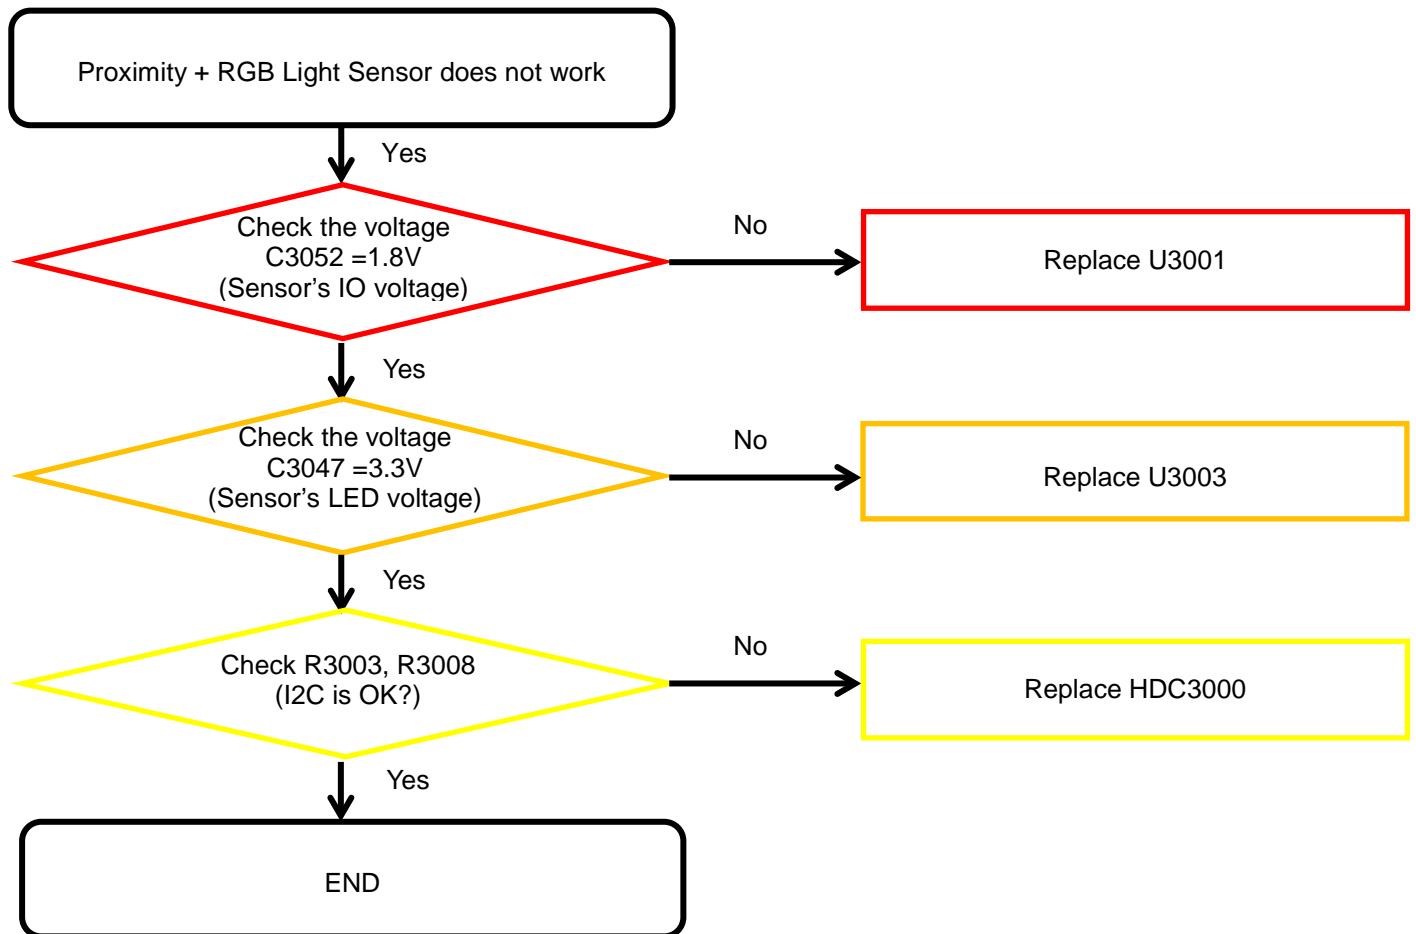 Proximity + RGB Light Sensor does not work
Yes
Check the voltage
C3052 =1.8V
(Sensor's IO voltage)
No
Replace U3001
Yes
Check the voltage
C3047 =3.3V
(Sensor's LED voltage)
No
Replace U3003
Yes
Check R3003, R3008
(I2C is OK?)
No
Replace HDC3000
Yes
END